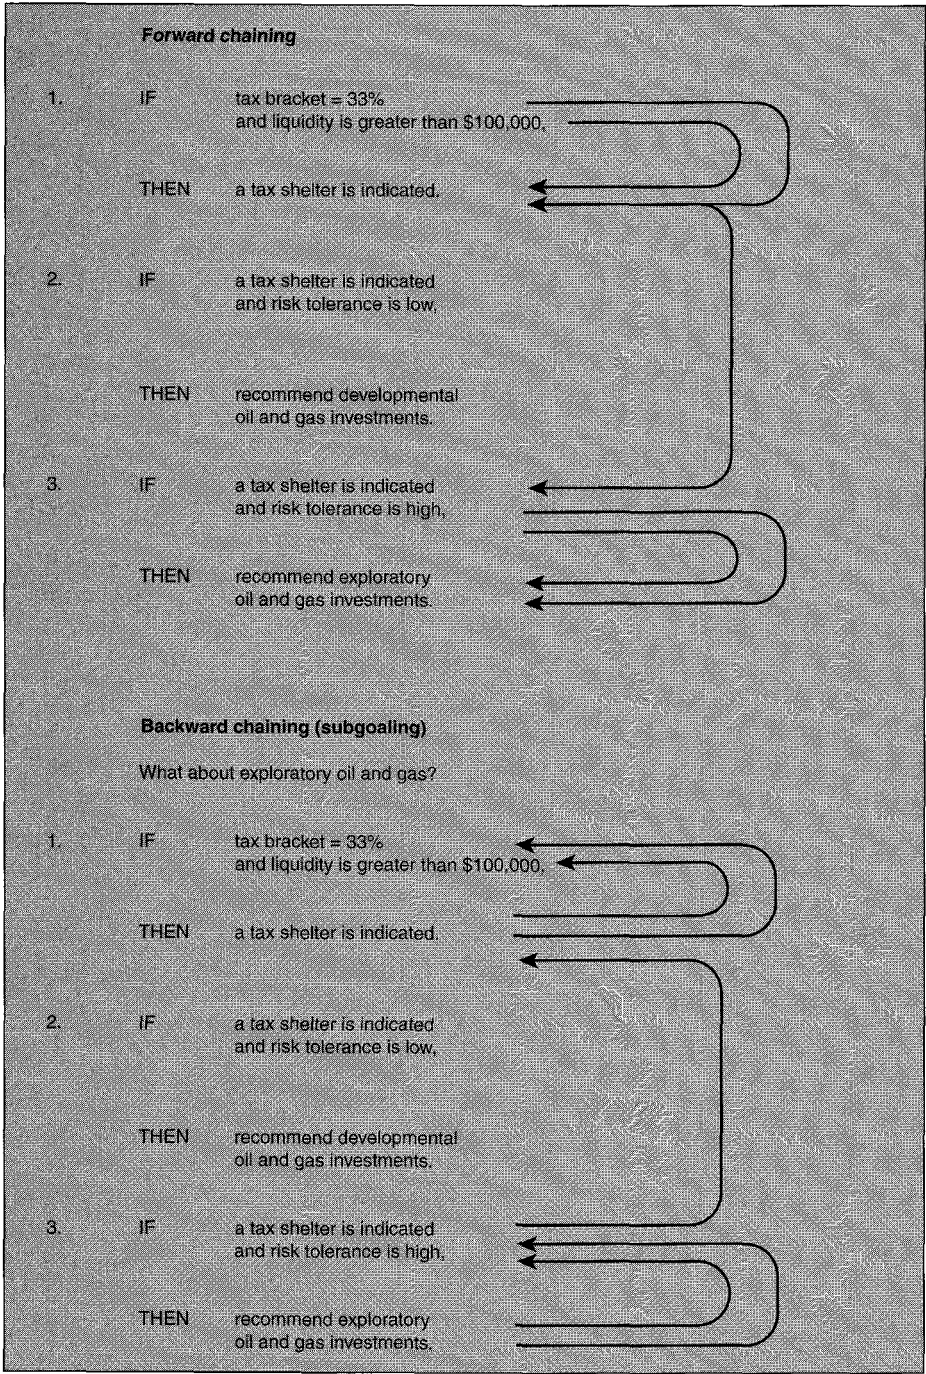 Forward chaining
1. IF tax bracket = 33%
and liquidity is greater than $100,000,
THEN a tax shelter is indicated.
2. IF a tax shelter is indicated
and risk tolerance is low,
THEN recommend developmental
oil and gas investments.
3. IF a tax shelter is indicated
and risk tolerance is high,
THEN recommend exploratory
oil and gas investments.
Backward chaining (subgoaling)
What about exploratory oil and gas?
1. IF tax bracket = 33%
and liquidity is greater than $100,000,
THEN a tax shelter is indicated.
2. IF a tax shelter is indicated
and risk tolerance is low,
THEN recommend developmental
oil and gas investments.
3. IF a tax shelter is indicated
and risk tolerance is high,
THEN recommend exploratory
oil and gas investments.